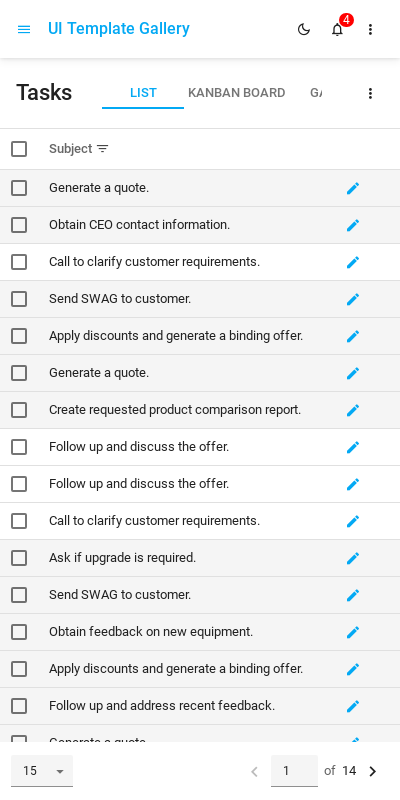 UI Template Gallery
4
Tasks
LIST
KANBAN BOARD
GA
Subject
Generate a quote.
Obtain CEO contact information.
Call to clarify customer requirements.
Send SWAG to customer.
Apply discounts and generate a binding offer.
Generate a quote.
Create requested product comparison report.
Follow up and discuss the offer.
Follow up and discuss the offer.
Call to clarify customer requirements.
Ask if upgrade is required.
Send SWAG to customer.
Obtain feedback on new equipment.
Apply discounts and generate a binding offer.
Follow up and address recent feedback.
Generate a quote.
15
1 of 14